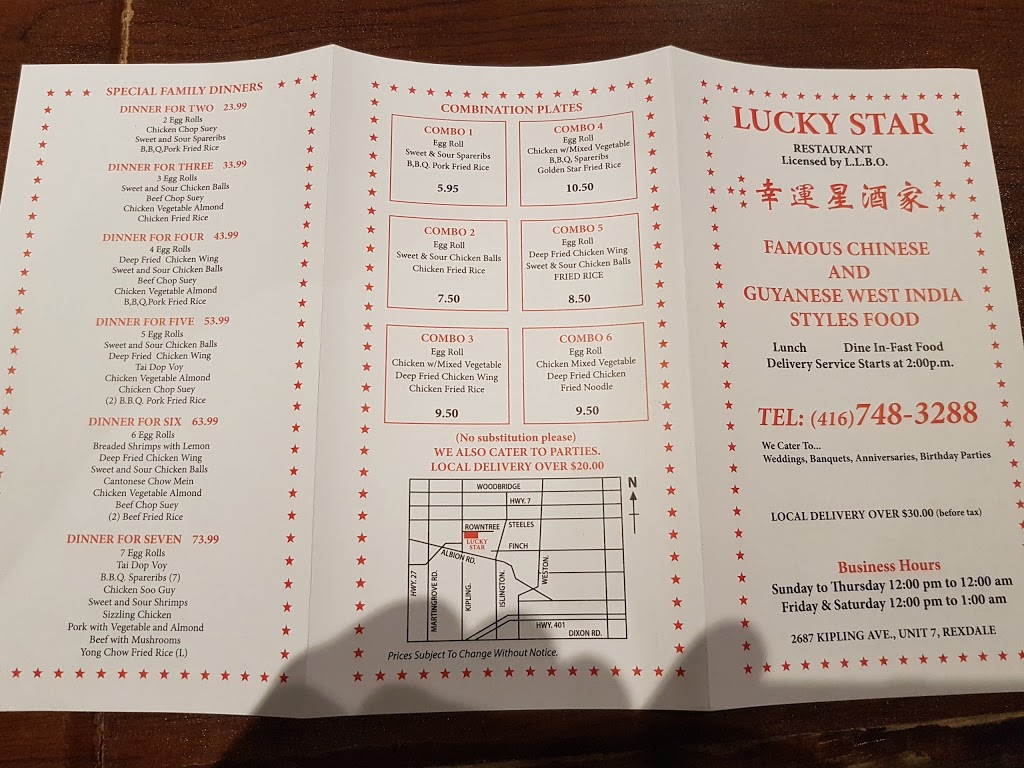 SPECIAL FAMILY DINNERS
DINNER FOR TWO 23.99
2 Egg Rolls
Chicken Chop Suey
Sweet and Sour Spareribs
B,B,Q,Pork Fried Rice
DINNER FOR THREE 33.99
3 Egg Rolls
Sweet and Sour Chicken Balls
Beef Chop Suey
Chicken Vegetable Almond
Chicken Fried Rice
DINNER FOR FOUR 43.99
4 Egg Rolls
Deep Fried Chicken Wing
Sweet and Sour Chicken Balls
Beef Chop Suey
Chicken Vegetable Almond
B,B,Q,Pork Fried Rice
DINNER FOR FIVE 53.99
5 Egg Rolls
Sweet and Sour Chicken Balls
Deep Fried Chicken Wing
Tai Dop Voy
Chicken Vegetable Almond
Chicken Chop Suey
(2) B.B.Q. Pork Fried Rice
DINNER FOR SIX 63.99
6 Egg Rolls
Breaded Shrimps with Lemon
Deep Fried Chicken Wing
Sweet and Sour Chicken Balls
Cantonese Chow Mein
Chicken Vegetable Almond
Beef Chop Suey
(2) Beef Fried Rice
DINNER FOR SEVEN 73.99
7 Egg Rolls
Tai Dop Voy
B.B.Q. Spareribs (7)
Chicken Soo Guy
Sweet and Sour Shrimps
Sizzling Chicken
Pork with Vegetable and Almond
Beef with Mushrooms
Yong Chow Fried Rice (L)
COMBINATION PLATES
COMBO 1
Egg Roll
Sweet & Sour Spareribs
B.B.Q. Pork Fried Rice
5.95
COMBO 4
Egg Roll
Chicken w/Mixed Vegetable
B,B,Q, Spareribs
Golden Star Fried Rice
10.50
COMBO 2
Egg Roll
Sweet & Sour Chicken Balls
Chicken Fried Rice
7.50
COMBO 5
Egg Roll
Deep Fried Chicken Wing
Sweet & Sour Chicken Balls
FRIED RICE
8.50
COMBO 3
Egg Roll
Chicken w/Mixed Vegetable
Deep Fried Chicken Wing
Chicken Fried Rice
9.50
COMBO 6
Egg Roll
Chicken Mixed Vegetable
Deep Fried Chicken
Fried Noodle
9.50
(No substitution please)
WE ALSO CATER TO PARTIES.
LOCAL DELIVERY OVER $20.00
WOODBRIDGE
N
HWY. 7
ROWNTREE
STEELES
LUCKY
STAR
FINCH
ALBION RD.
HWY. 27
MARTINGROVE RD.
KIPLING.
ISLINGTON.
WESTON.
HWY. 401
DIXON RD.
Prices Subject To Change Without Notice.
LUCKY STAR
RESTAURANT
Licensed by L.L.B.O.
幸運星酒家
FAMOUS CHINESE
AND
GUYANESE WEST INDIA
STYLES FOOD
Lunch Dine In-Fast Food
Delivery Service Starts at 2:00p.m.
TEL: (416)748-3288
We Cater To...
Weddings, Banquets, Anniversaries, Birthday Parties
LOCAL DELIVERY OVER $30.00 (before tax)
Business Hours
Sunday to Thursday 12:00 pm to 12:00 am
Friday & Saturday 12:00 pm to 1:00 am
2687 KIPLING AVE., UNIT 7, REXDALE